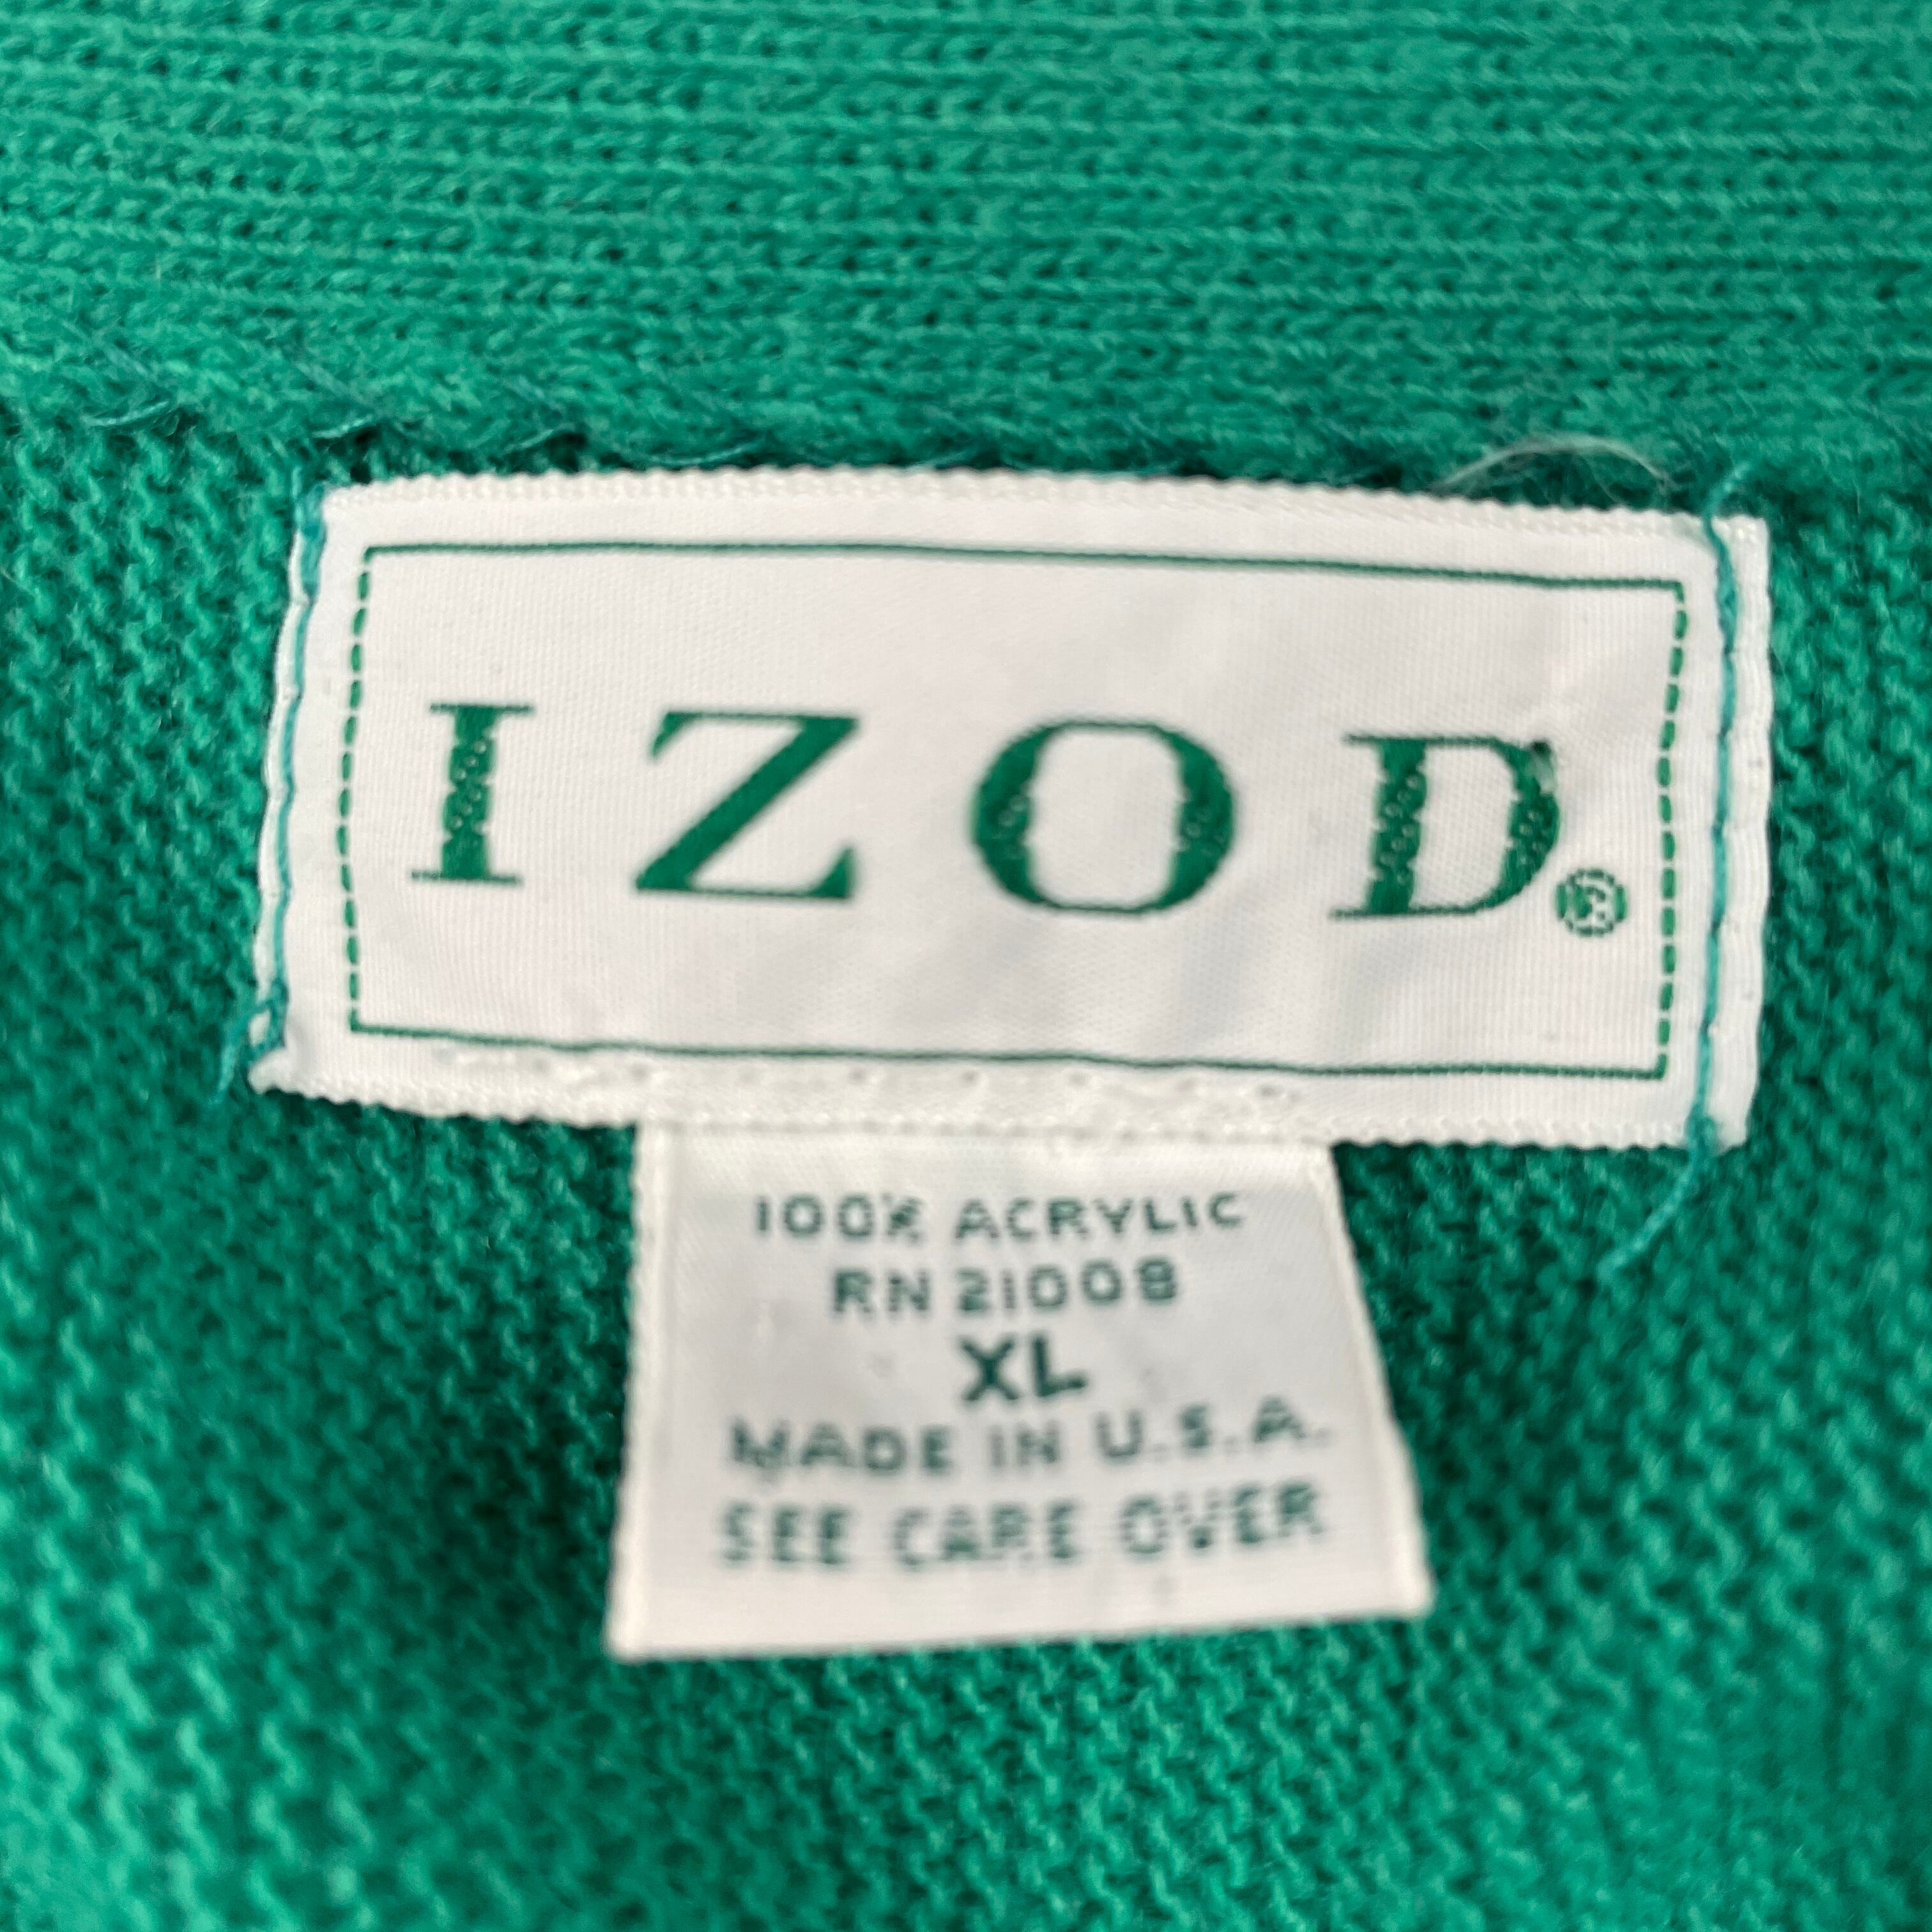 IZOD®
100% ACRYLIC
RN 21008
XL
MADE IN U.S.A.
SEE CARE OVER